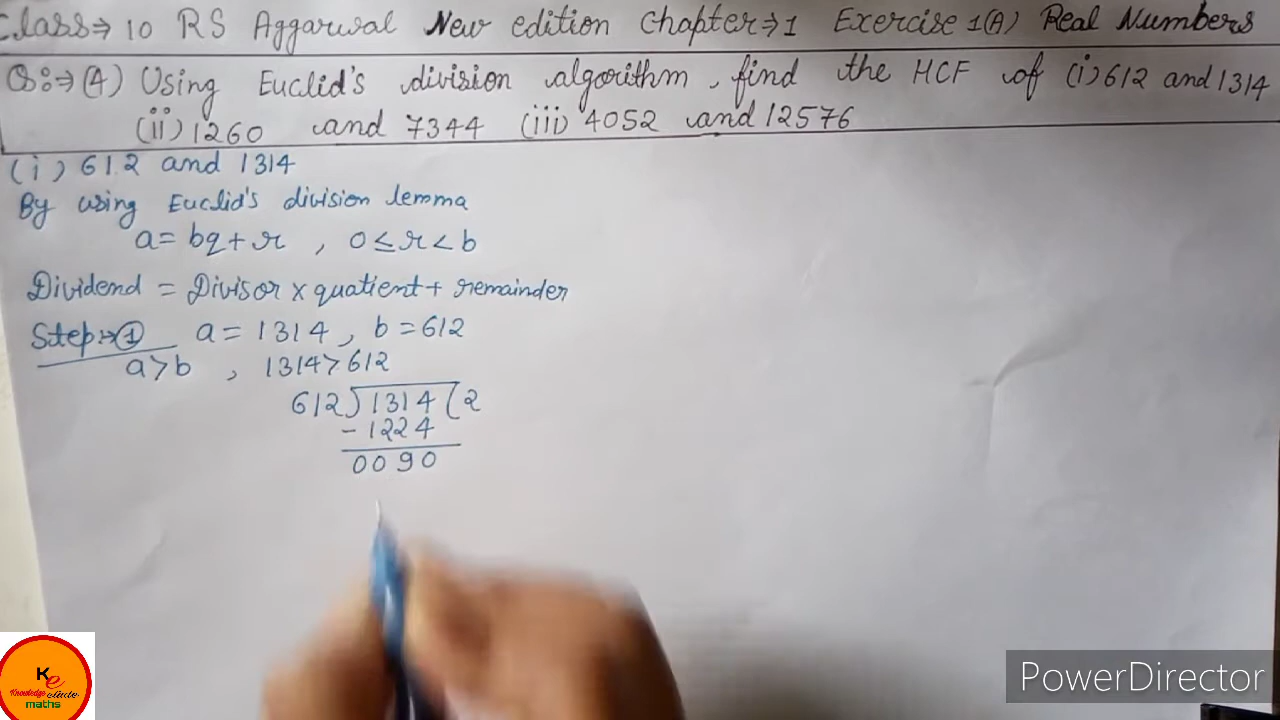 Class⇒ 10 RS Aggarwal New edition Chapter⇒1 Exercise 1(A) Real Numbers
Q:⇒(4) Using Euclid's division algorithm, find the HCF of (i) 612 and 1314
(ii) 1260 and 7344 (iii) 4052 and 12576
(i) 612 and 1314
By using Euclid's division lemma
a = bq + r , 0 ≤ r < b
Dividend = Divisor × quatient + remainder
Step:⇒① a = 1314 , b = 612
a > b , 1314 > 612
612)1314(2
-1224
0090
Ke
Knowledge
maths
PowerDirector